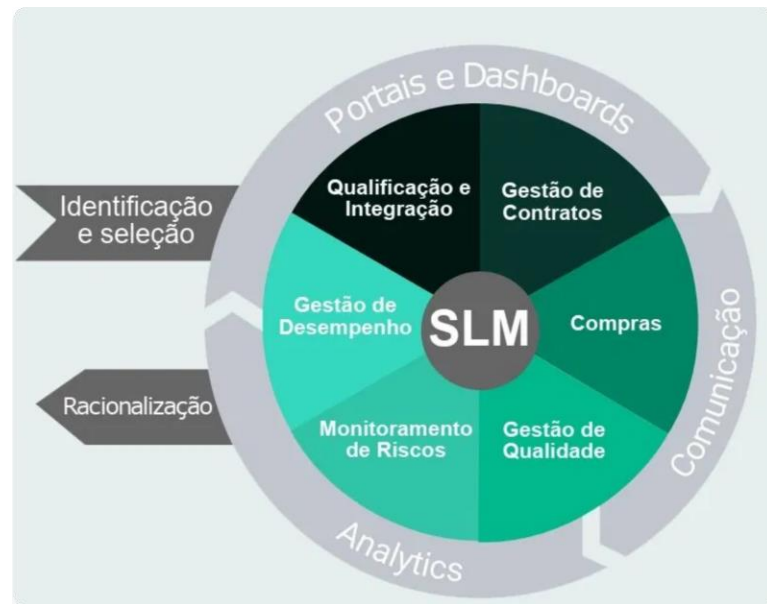 Portais e Dashboards
Qualificação e
Integração
Gestão de
Contratos
Identificação
e seleção
Gestão de
Desempenho
SLM
Compras
Comunicação
Racionalização
Monitoramento
de Riscos
Gestão de
Qualidade
Analytics